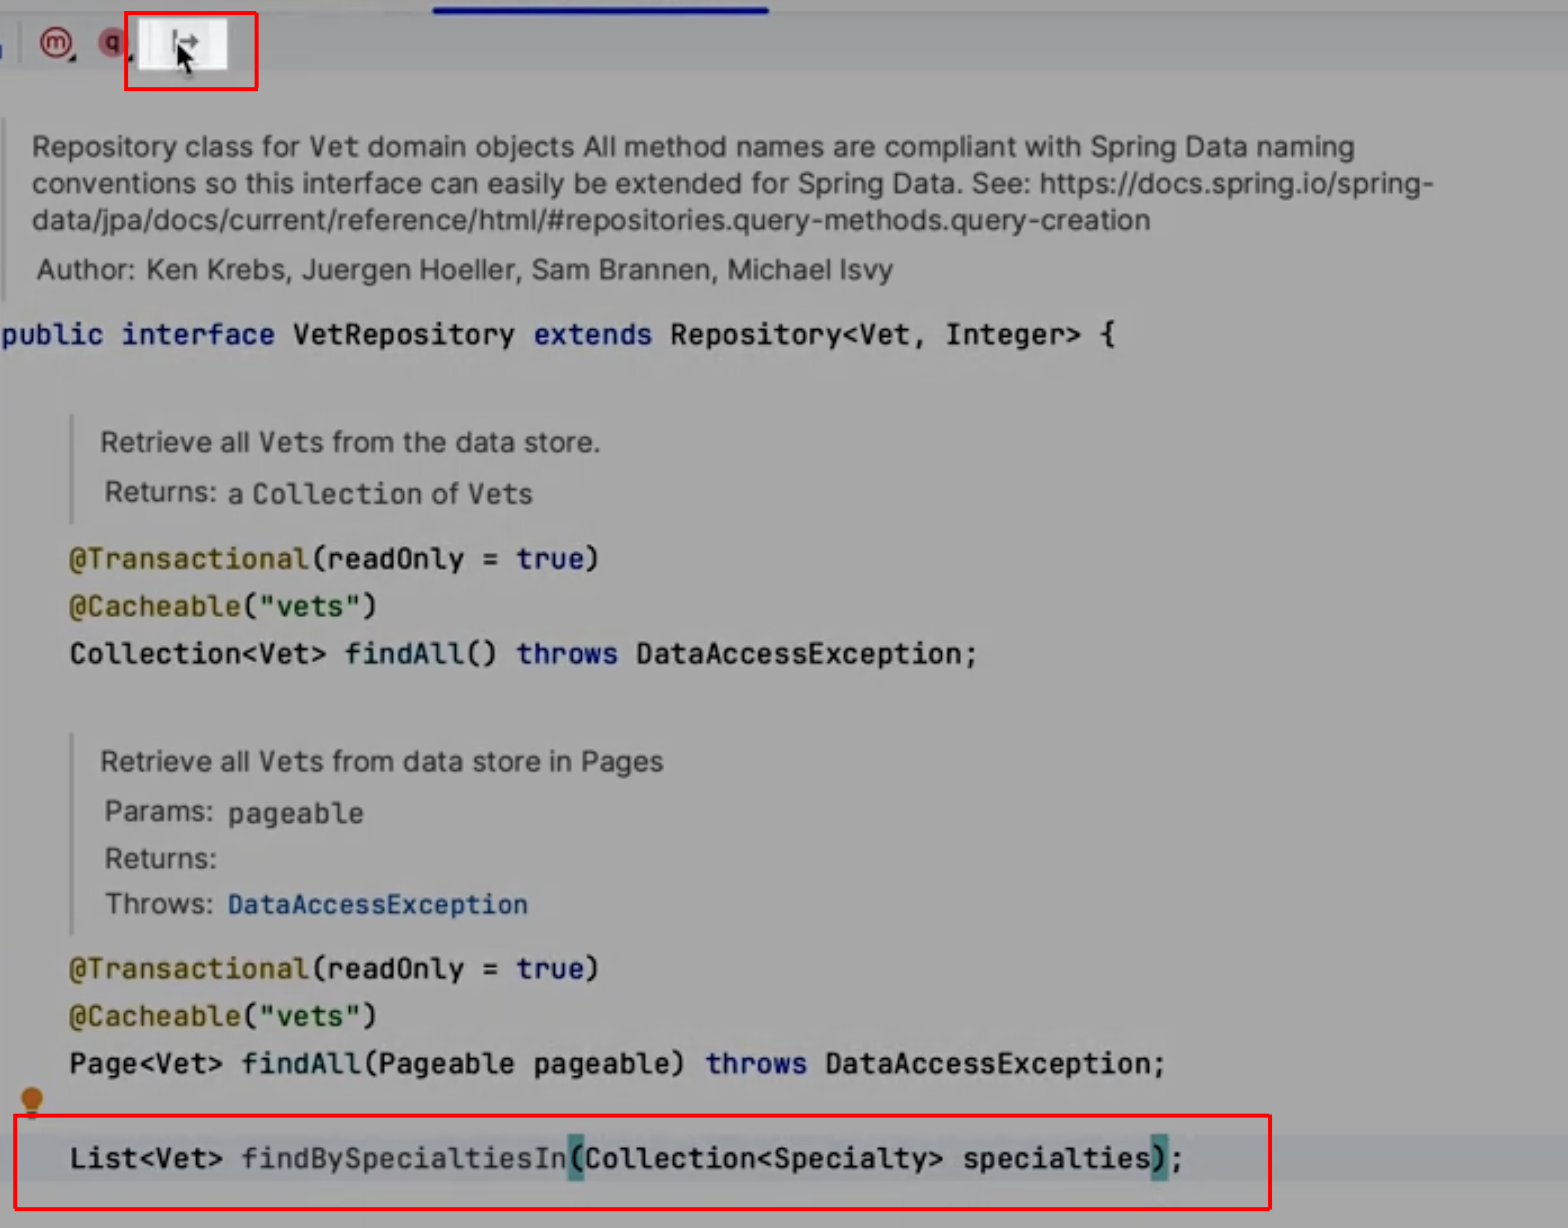 m q
Repository class for Vet domain objects All method names are compliant with Spring Data naming
conventions so this interface can easily be extended for Spring Data. See: https://docs.spring.io/spring-
data/jpa/docs/current/reference/html/#repositories.query-methods.query-creation
Author: Ken Krebs, Juergen Hoeller, Sam Brannen, Michael Isvy
public interface VetRepository extends Repository<Vet, Integer> {
Retrieve all Vets from the data store.
Returns: a Collection of Vets
@Transactional(readOnly = true)
@Cacheable("vets")
Collection<Vet> findAll() throws DataAccessException;
Retrieve all Vets from data store in Pages
Params: pageable
Returns:
Throws: DataAccessException
@Transactional(readOnly = true)
@Cacheable("vets")
Page<Vet> findAll(Pageable pageable) throws DataAccessException;
List<Vet> findBySpecialtiesIn(Collection<Specialty> specialties);